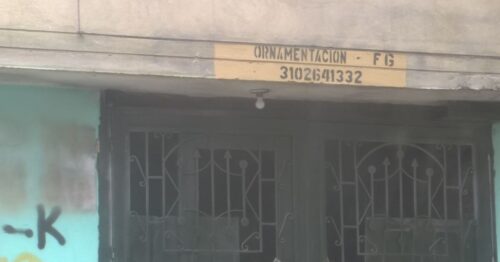 ORNAMENTACION - FG
3102641332
-K